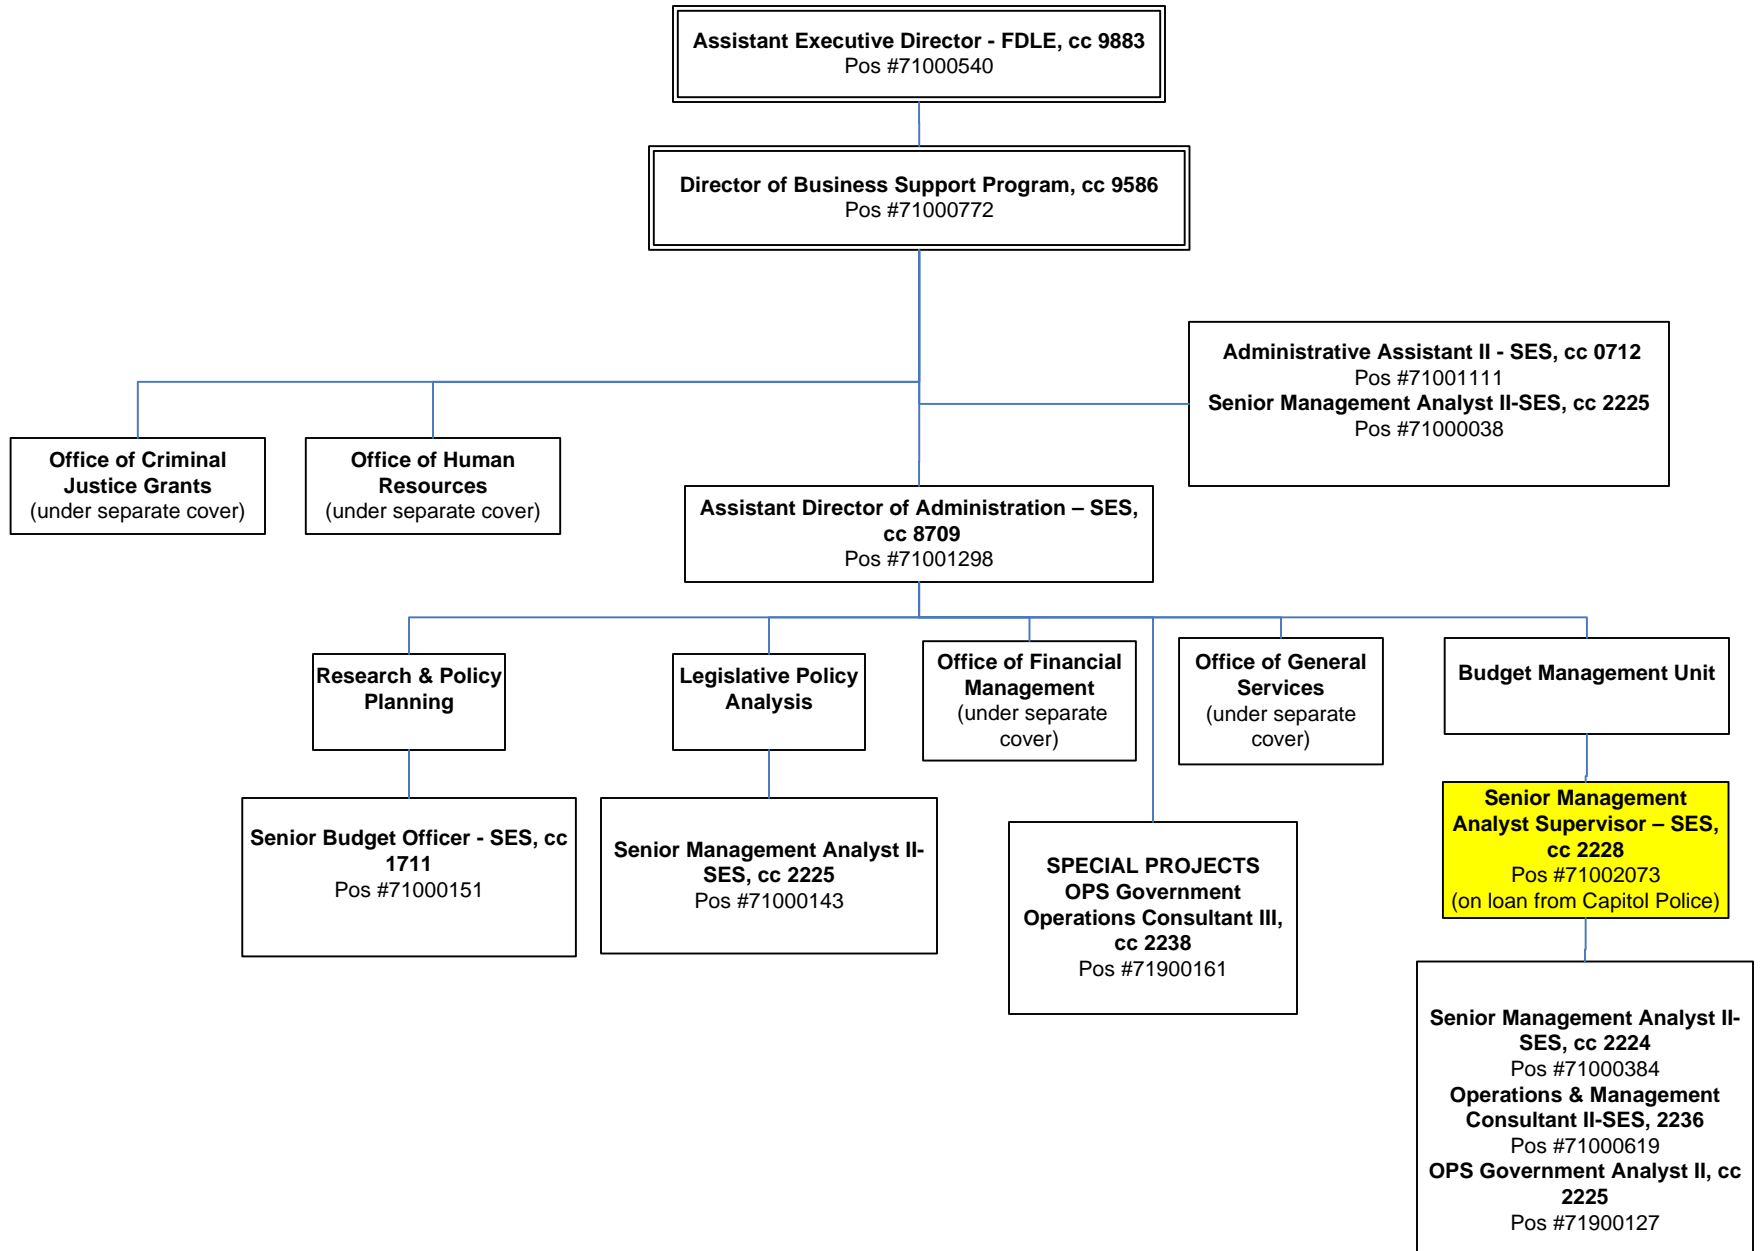 Assistant Executive Director - FDLE, cc 9883
Pos #71000540
Director of Business Support Program, cc 9586
Pos #71000772
Administrative Assistant II - SES, cc 0712
Pos #71001111
Senior Management Analyst II-SES, cc 2225
Pos #71000038
Office of Criminal
Justice Grants
(under separate cover)
Office of Human
Resources
(under separate cover)
Assistant Director of Administration – SES,
cc 8709
Pos #71001298
Research & Policy
Planning
Legislative Policy
Analysis
Office of Financial
Management
(under separate
cover)
Office of General
Services
(under separate
cover)
Budget Management Unit
Senior Budget Officer - SES, cc
1711
Pos #71000151
Senior Management Analyst II-
SES, cc 2225
Pos #71000143
SPECIAL PROJECTS
OPS Government
Operations Consultant III,
cc 2238
Pos #71900161
Senior Management
Analyst Supervisor – SES,
cc 2228
Pos #71002073
(on loan from Capitol Police)
Senior Management Analyst II-
SES, cc 2224
Pos #71000384
Operations & Management
Consultant II-SES, 2236
Pos #71000619
OPS Government Analyst II, cc
2225
Pos #71900127